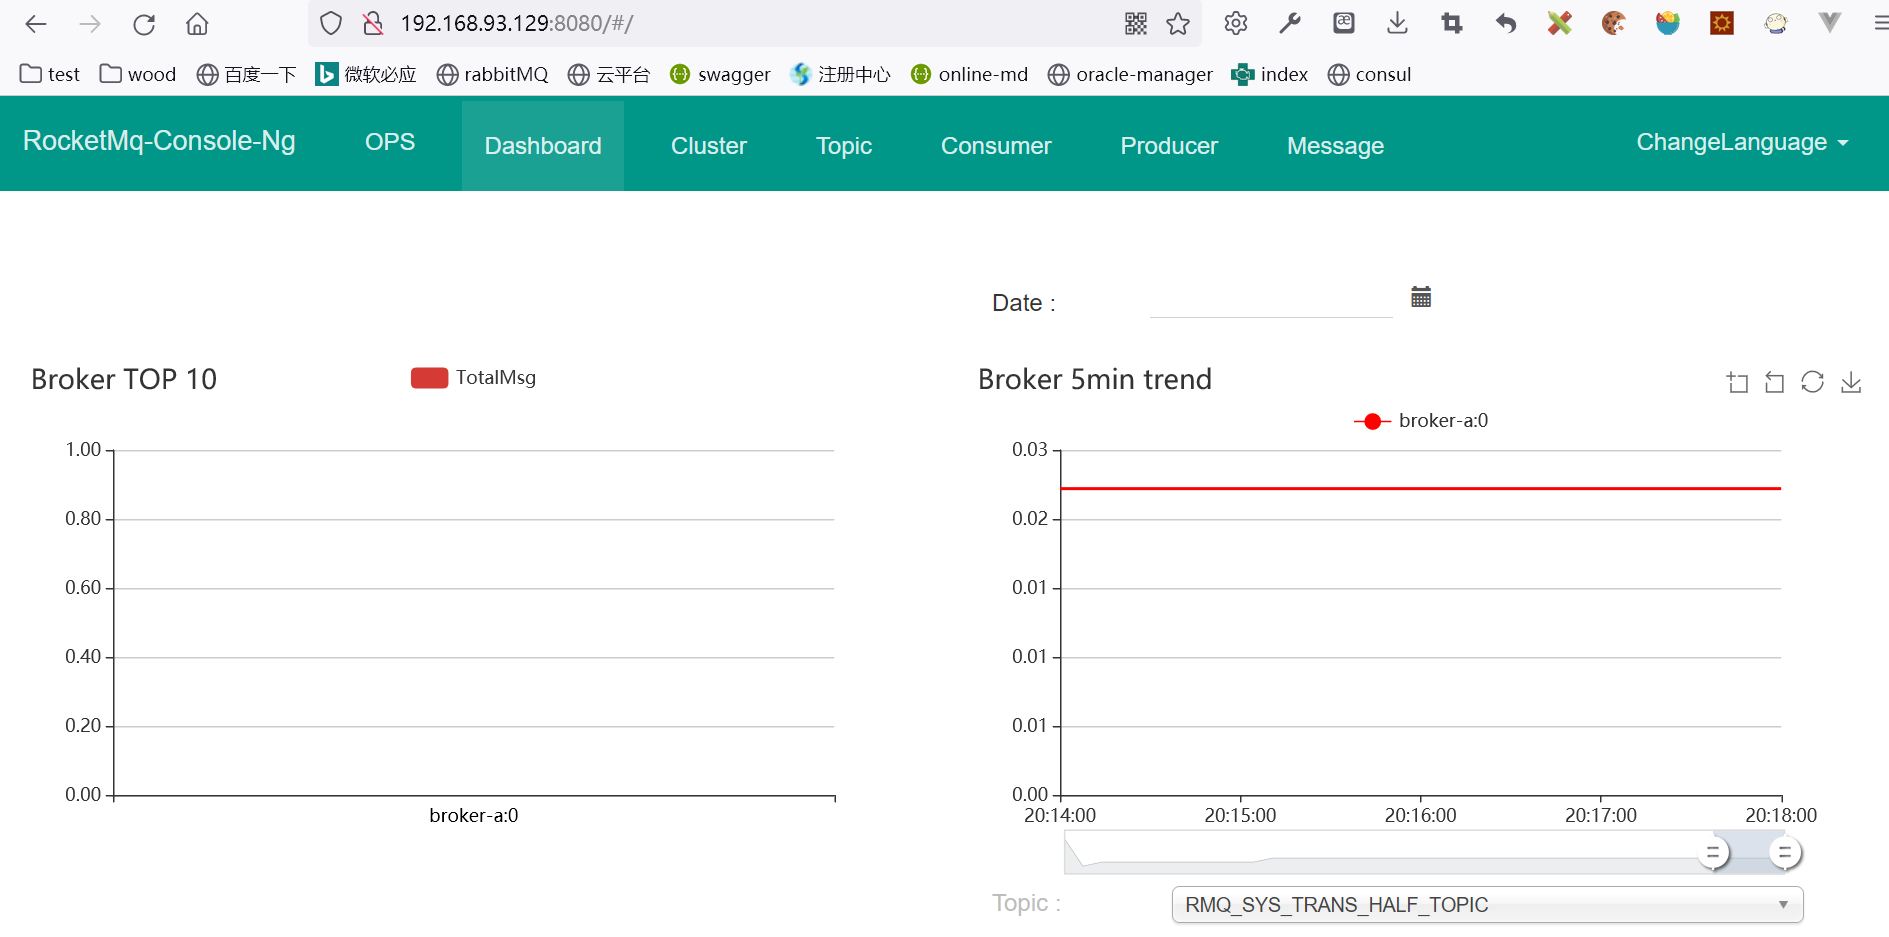 192.168.93.129:8080/#/
test wood 百度一下 微软必应 rabbitMQ 云平台 swagger 注册中心 online-md oracle-manager index consul
RocketMq-Console-Ng OPS Dashboard Cluster Topic Consumer Producer Message ChangeLanguage
Date :
Broker TOP 10
TotalMsg
1.00
0.80
0.60
0.40
0.20
0.00
broker-a:0
Broker 5min trend
broker-a:0
0.03
0.02
0.01
0.01
0.01
0.00
20:14:00 20:15:00 20:16:00 20:17:00 20:18:00
Topic : RMQ_SYS_TRANS_HALF_TOPIC